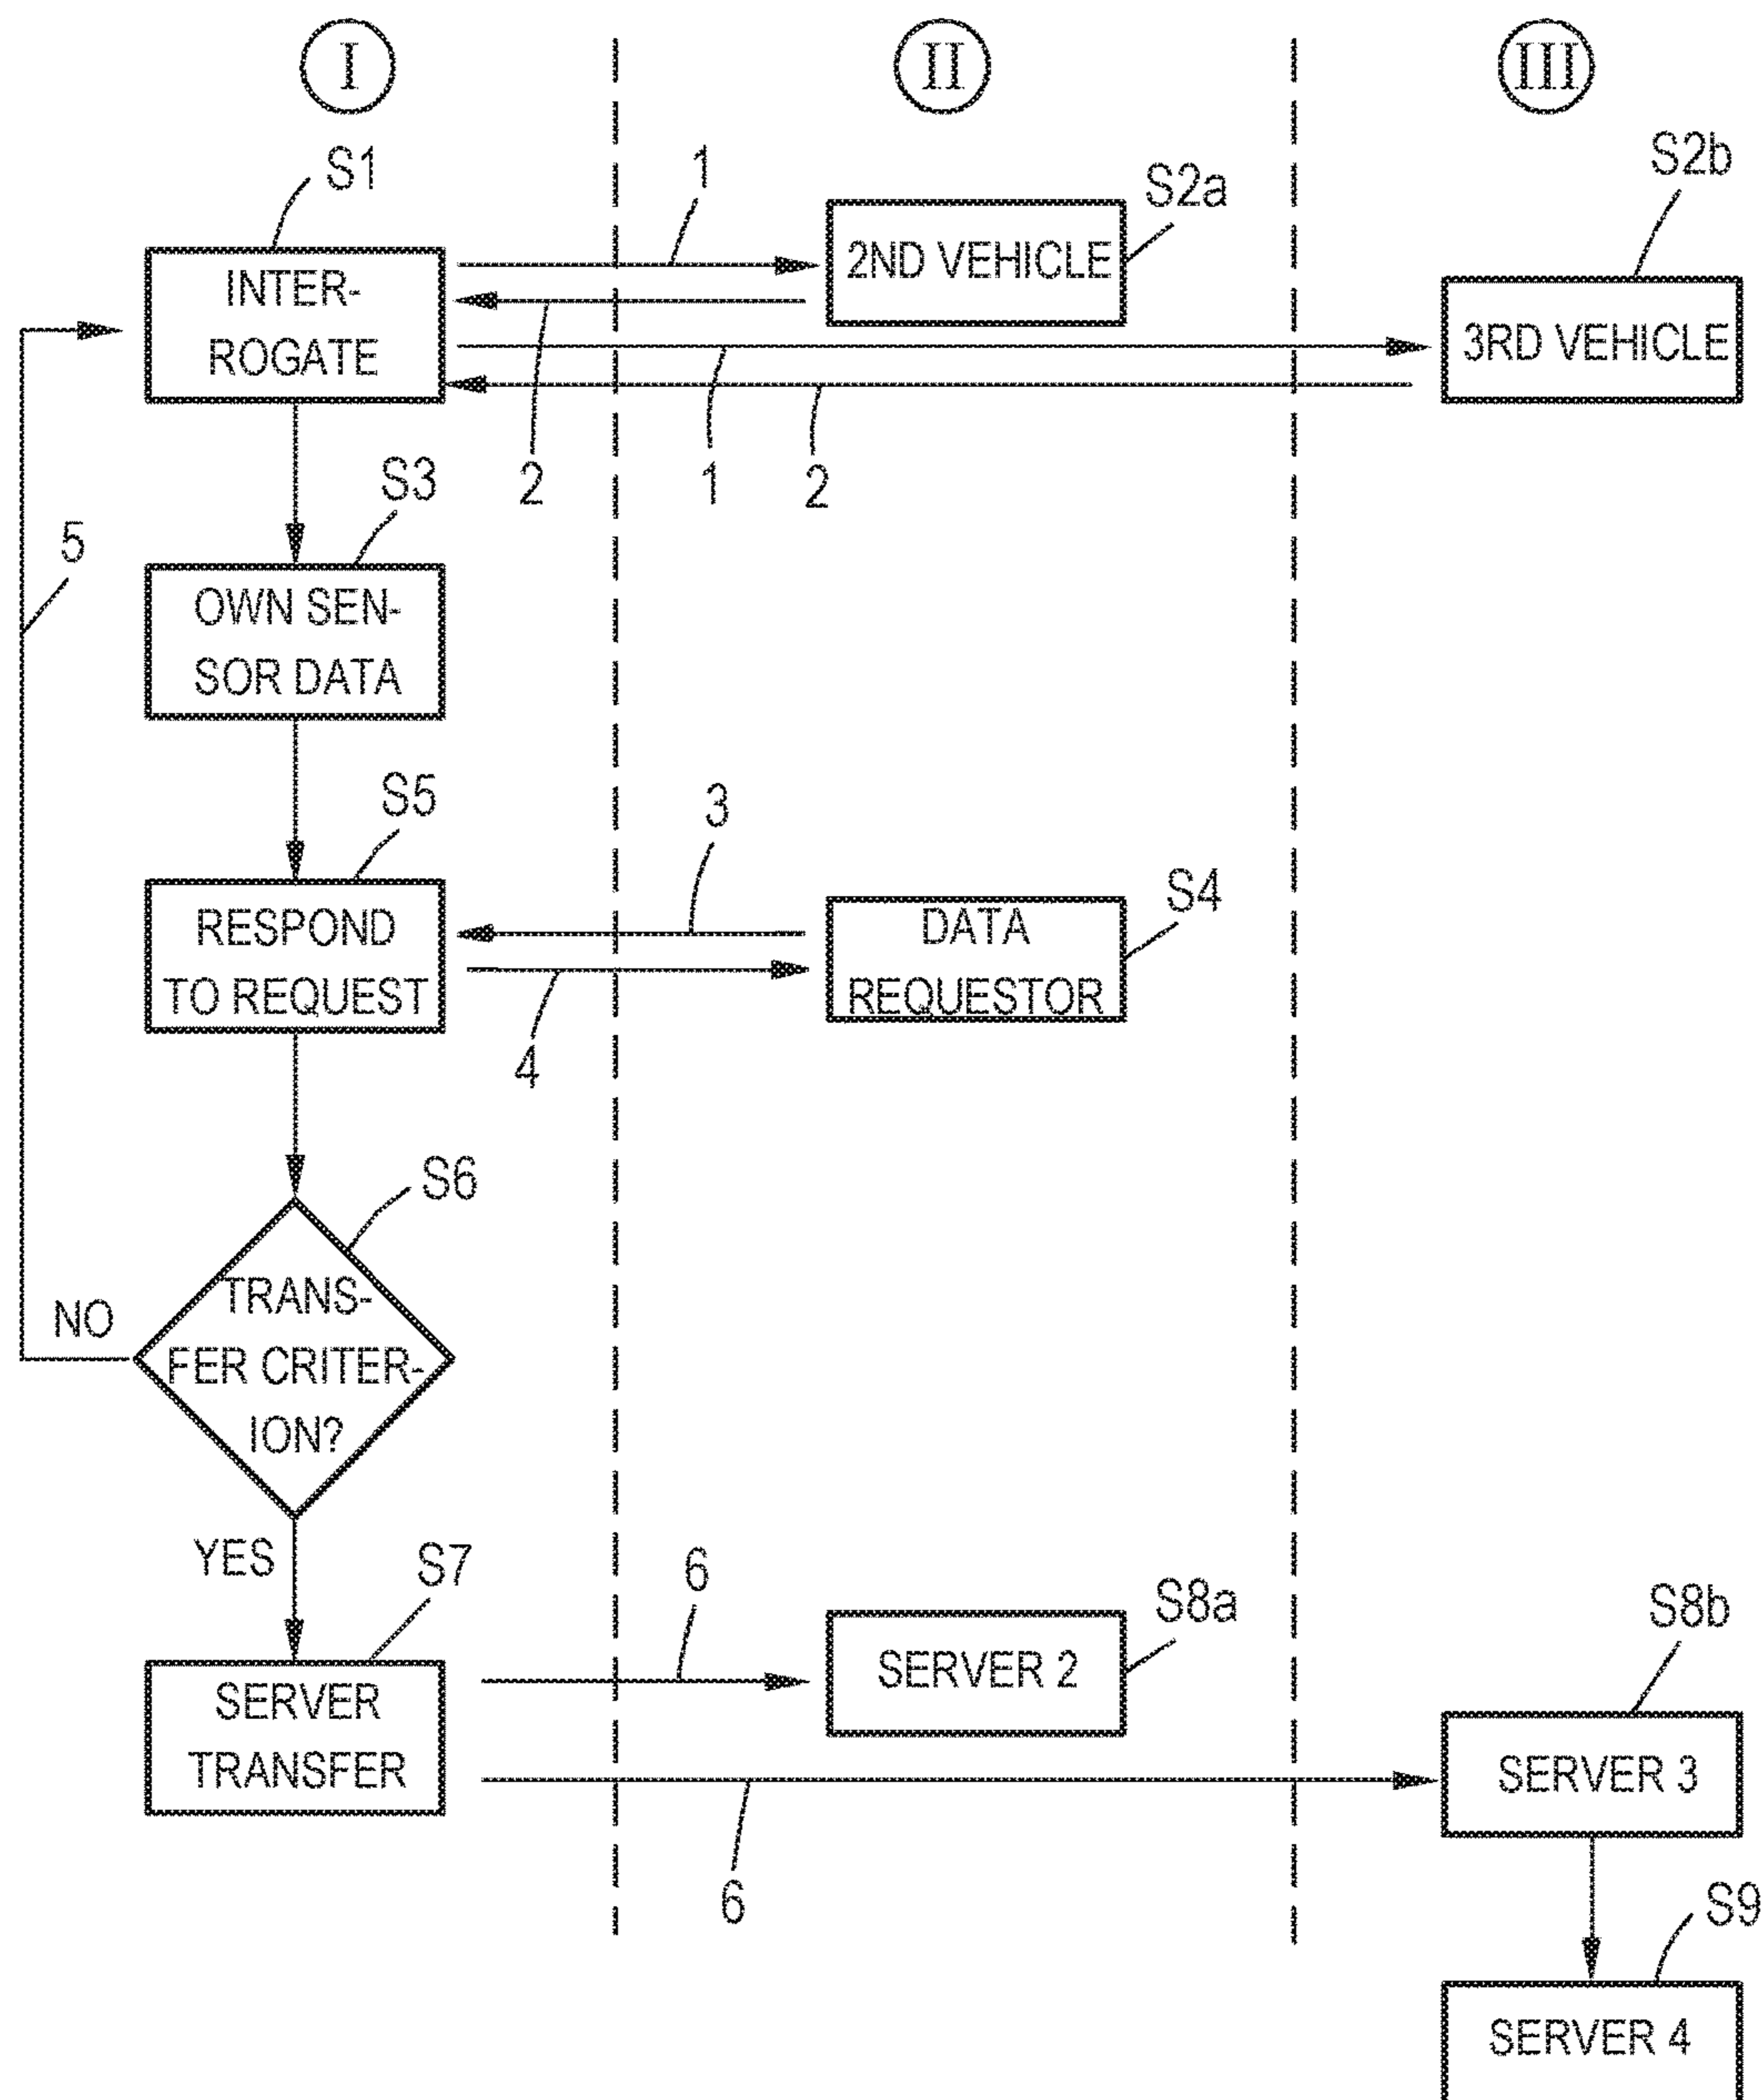 I
II
III
S1
1
S2a
S2b
INTER-
ROGATE
2ND VEHICLE
3RD VEHICLE
2
1
2
S3
5
OWN SEN-
SOR DATA
S5
3
S4
RESPOND
TO REQUEST
DATA
REQUESTOR
4
S6
TRANS-
FER CRITER-
ION?
NO
YES
S7
6
S8a
S8b
SERVER
TRANSFER
SERVER 2
SERVER 3
6
S9
SERVER 4